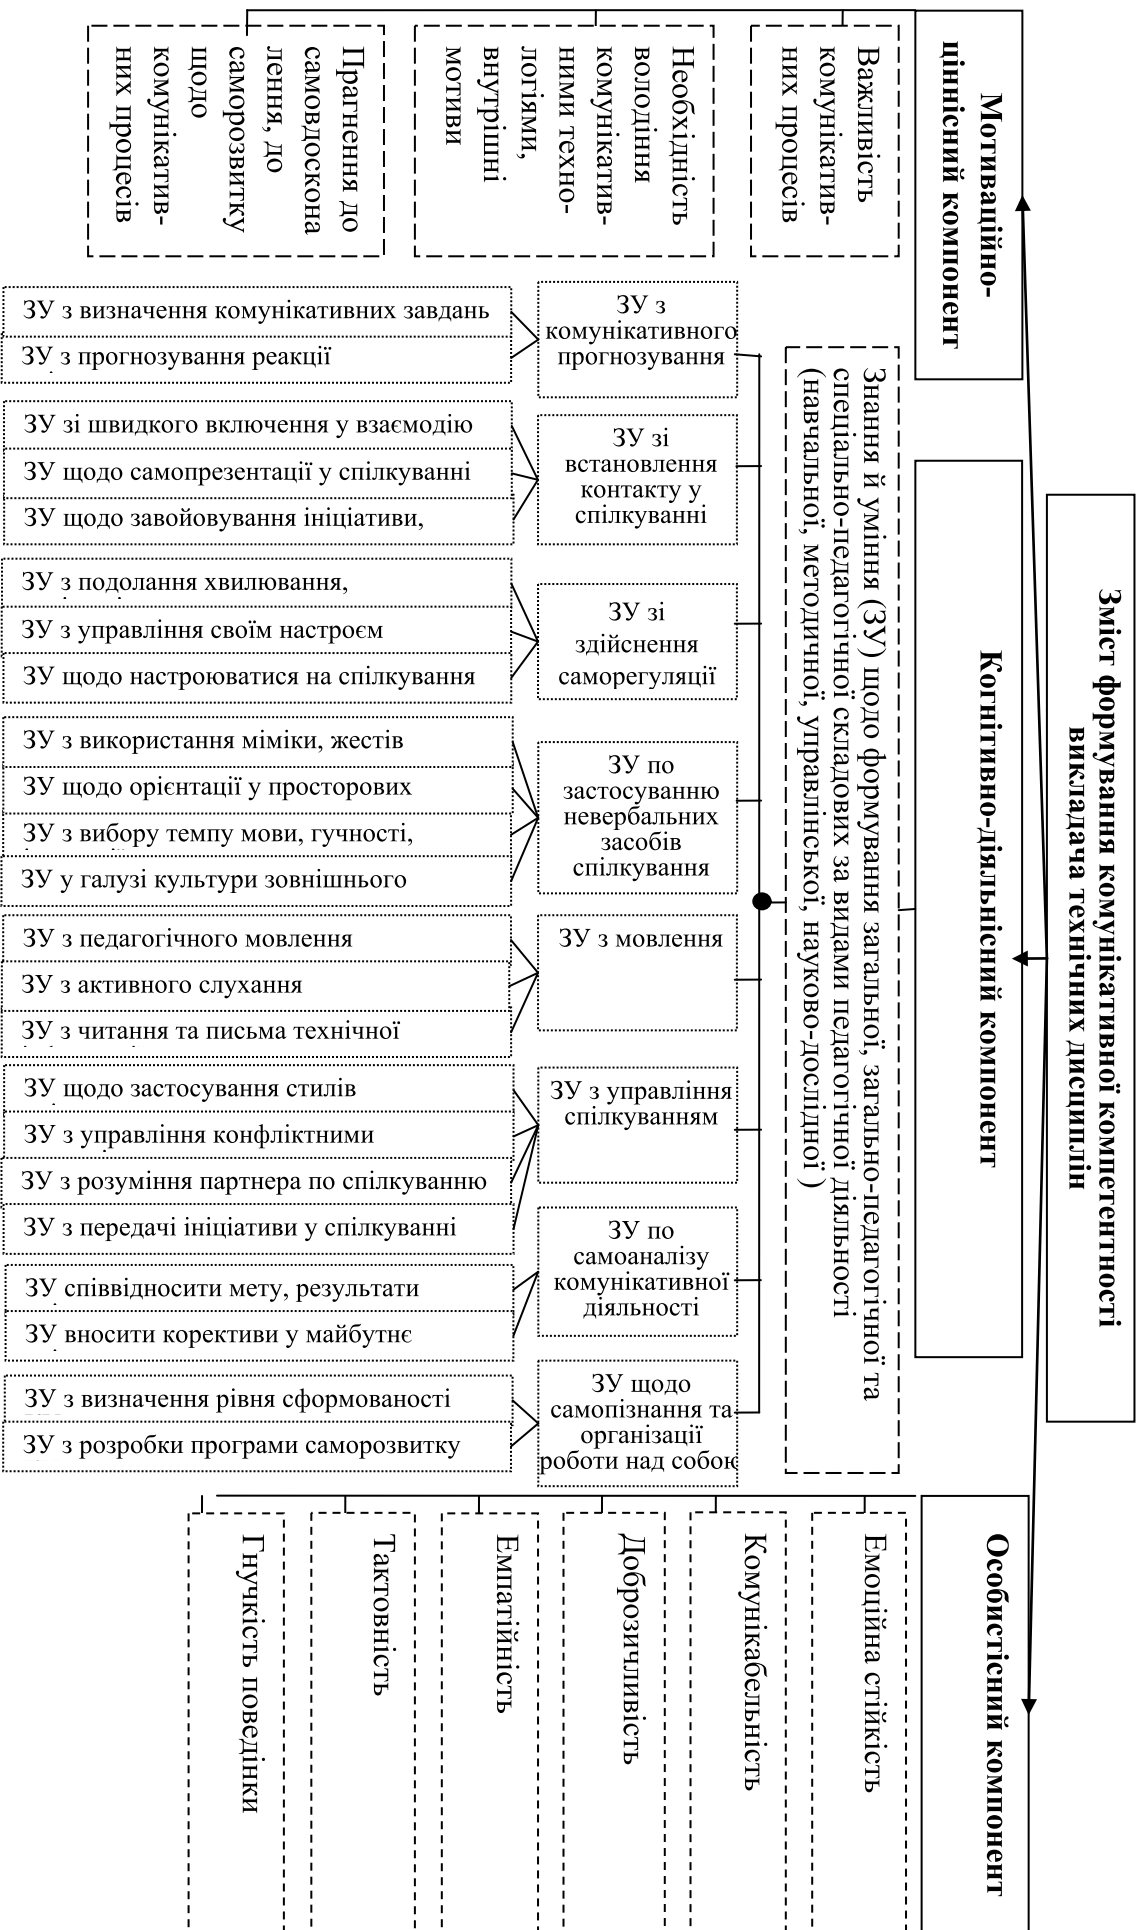 Зміст формування комунікативної компетентності
викладача технічних дисциплін
Мотиваційно-
ціннісний компонент
Важливість
комунікатив-
них процесів
Необхідність
володіння
комунікатив-
ними техно-
логіями,
внутрішні
мотиви
Прагнення до
самовдоскона
лення, до
саморозвитку
щодо
комунікатив-
них процесів
Когнітивно-діяльнісний компонент
Знання й уміння (ЗУ) щодо формування загальної, загально-педагогічної та
спеціально-педагогічної складових за видами педагогічної діяльності
(навчальної, методичної, управлінської, науково-дослідної )
ЗУ з
комунікативного
прогнозування
ЗУ з визначення комунікативних завдань
ЗУ з прогнозування реакції
ЗУ зі
встановлення
контакту у
спілкуванні
ЗУ зі швидкого включення у взаємодію
ЗУ щодо самопрезентації у спілкуванні
ЗУ щодо завойовування ініціативи,
ЗУ зі
здійснення
саморегуляції
ЗУ з подолання хвилювання,
ЗУ з управління своїм настроєм
ЗУ щодо настроюватися на спілкування
ЗУ по
застосуванню
невербальних
засобів
спілкування
ЗУ з використання міміки, жестів
ЗУ щодо орієнтації у просторових
ЗУ з вибору темпу мови, гучності,
ЗУ у галузі культури зовнішнього
ЗУ з мовлення
ЗУ з педагогічного мовлення
ЗУ з активного слухання
ЗУ з читання та письма технічної
ЗУ з управління
спілкуванням
ЗУ щодо застосування стилів
ЗУ з управління конфліктними
ЗУ з розуміння партнера по спілкуванню
ЗУ з передачі ініціативи у спілкуванні
ЗУ по
самоаналізу
комунікативної
діяльності
ЗУ співвідносити мету, результати
ЗУ вносити корективи у майбутнє
ЗУ щодо
самопізнання та
організації
роботи над собою
ЗУ з визначення рівня сформованості
ЗУ з розробки програми саморозвитку
Особистісний компонент
Емоційна стійкість
Комунікабельність
Доброзичливість
Емпатійність
Тактовність
Гнучкість поведінки